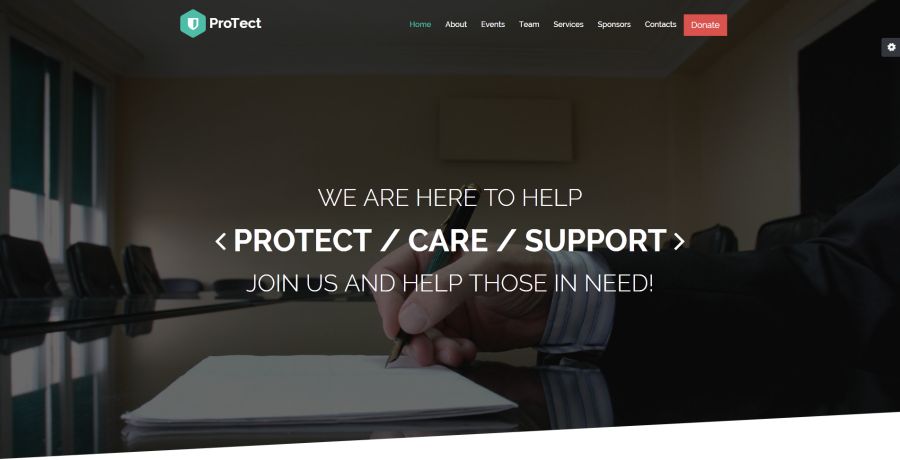 ProTect
Home About Events Team Services Sponsors Contacts Donate
WE ARE HERE TO HELP
PROTECT / CARE / SUPPORT
JOIN US AND HELP THOSE IN NEED!